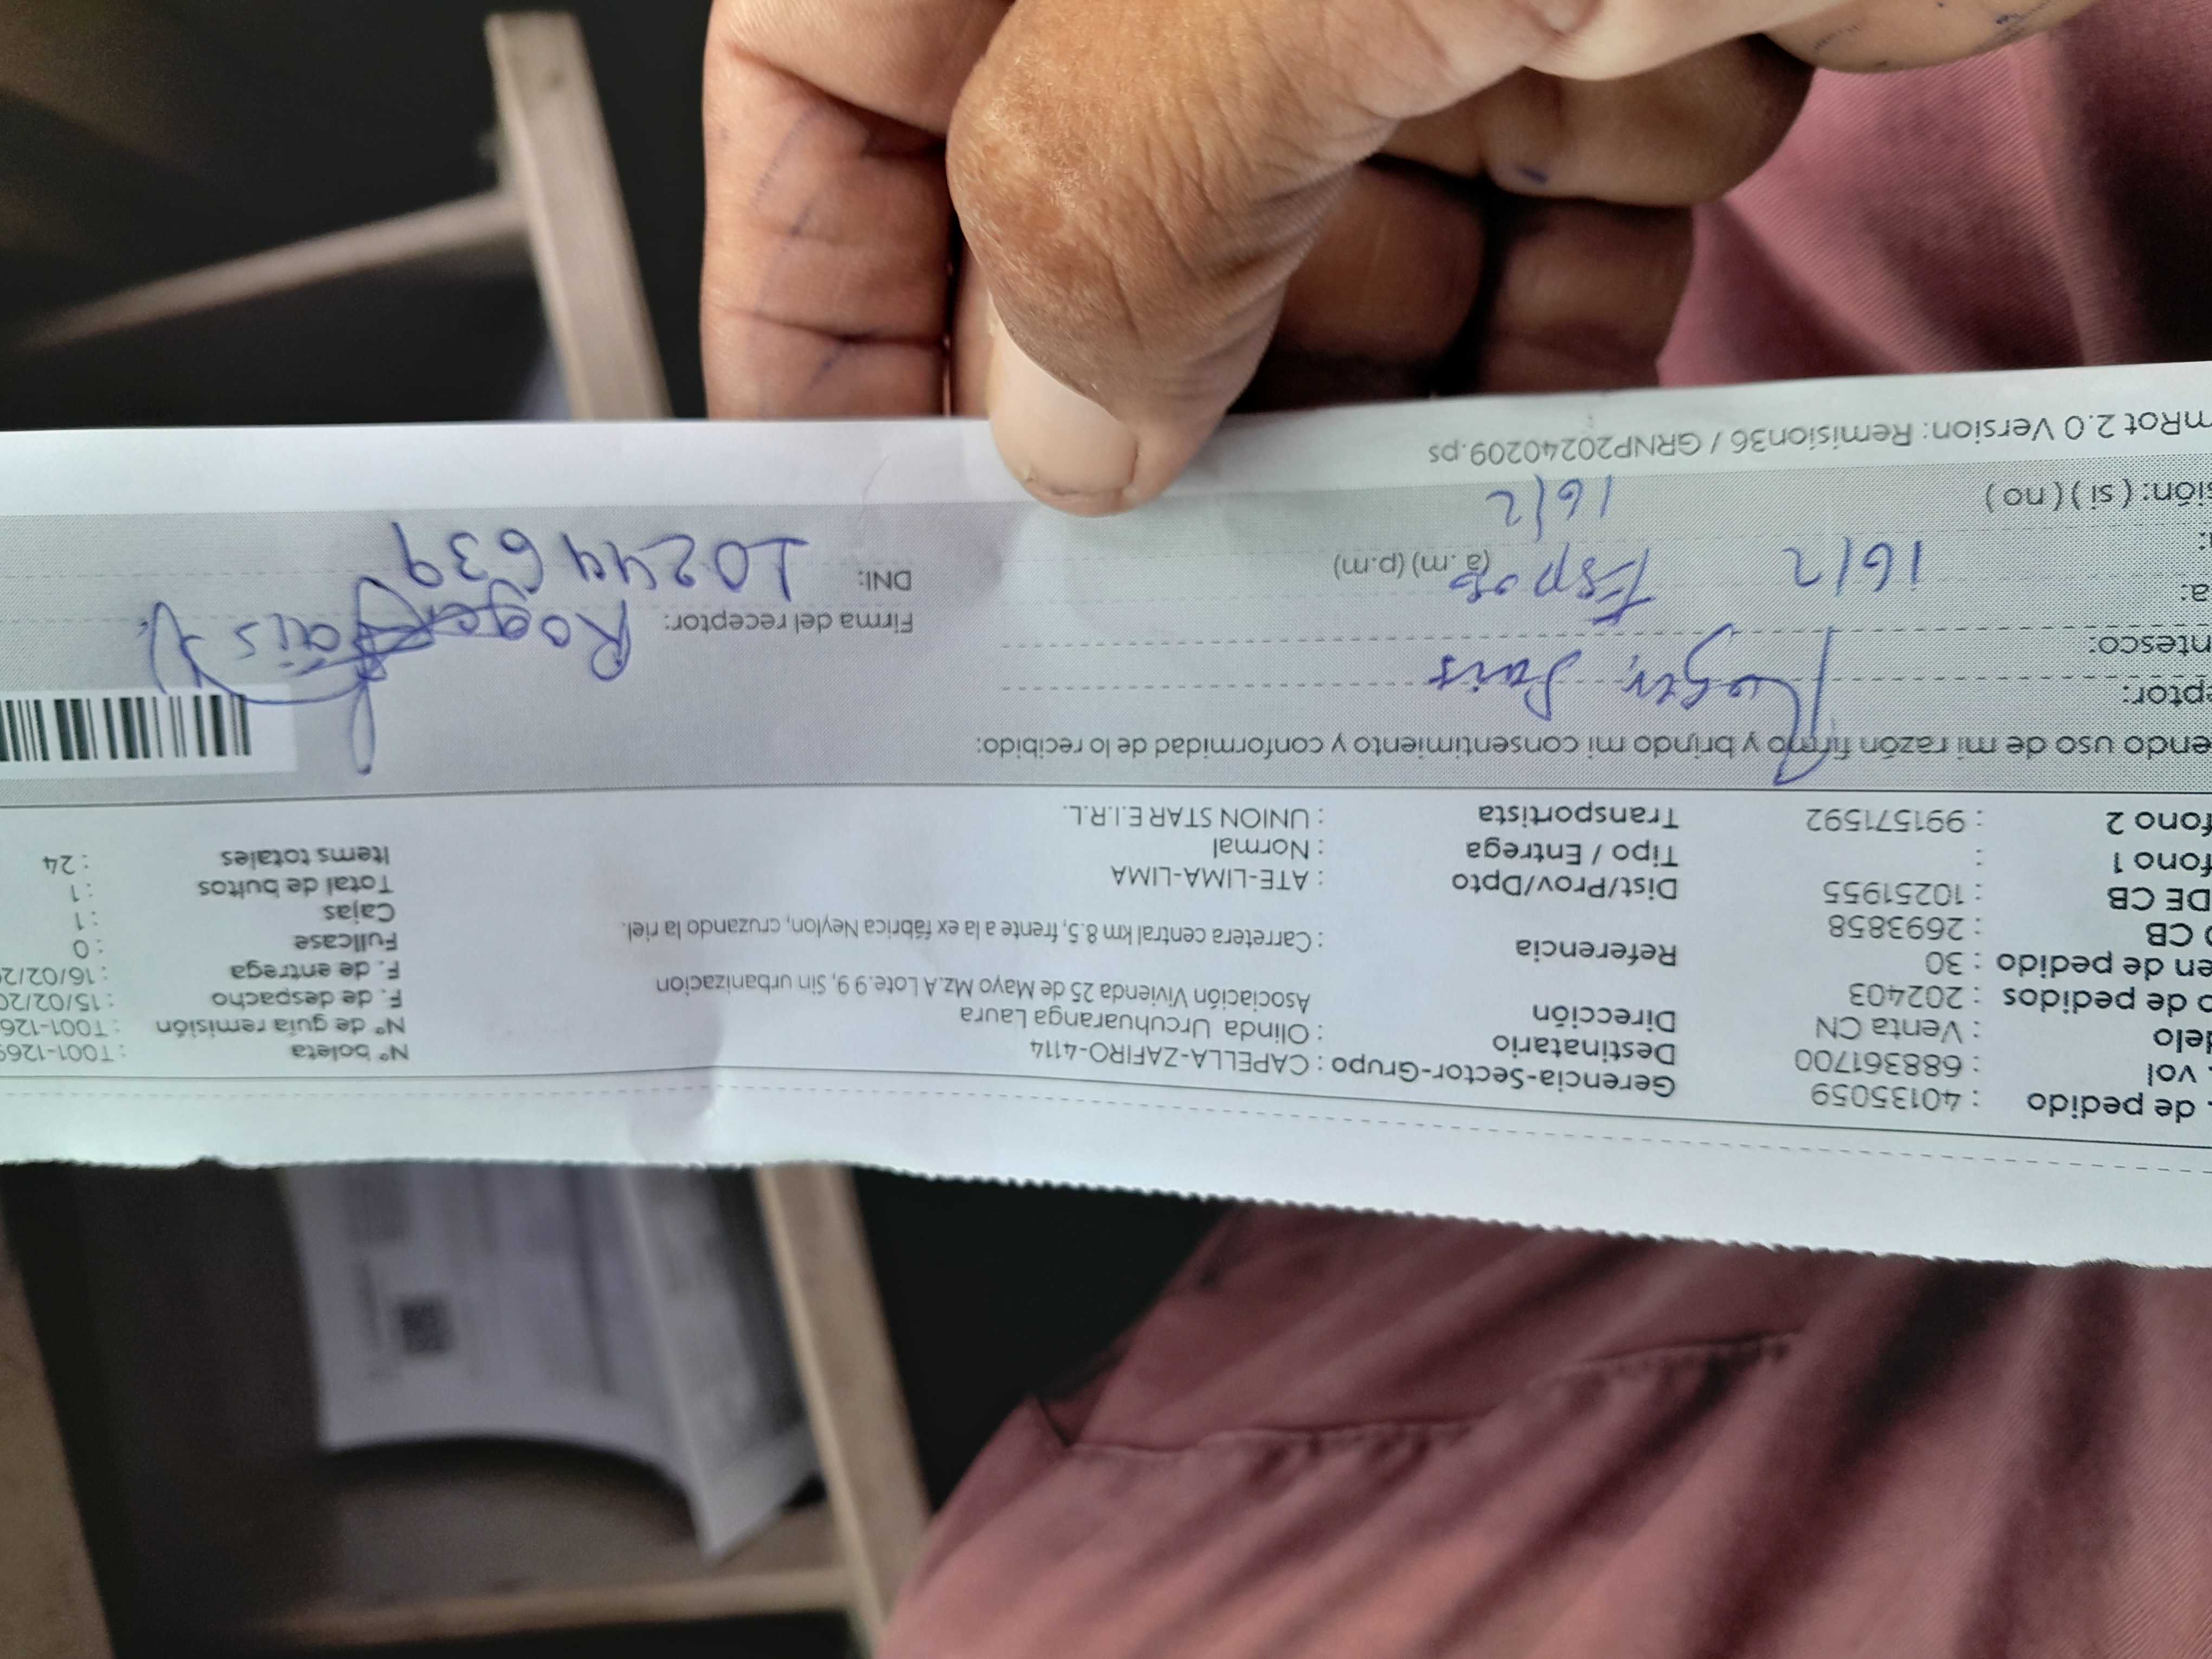 . de pedido : 40135059
. vol : 688361700
delo : Venta CN
o de pedidos : 202403
en de pedido : 30
o CB : 2693858
DE CB : 10251955
fono 1 :
fono 2 : 991571592
Gerencia-Sector-Grupo : CAPELLA-ZAFIRO-4114
Destinatario : Olinda Urcuhuaranga Laura
Dirección Asociación Vivienda 25 de Mayo Mz.A Lote.9 9, Sin urbanizacion
Referencia : Carretera central km 8.5, frente a la ex fábrica Neylon, cruzando la riel.
Dist/Prov/Dpto : ATE-LIMA-LIMA
Tipo / Entrega : Normal
Transportista : UNION STAR E.I.R.L.
N° boleta : T001-126
N° de guía remisión : T001-126
F. de despacho : 15/02/20
F. de entrega : 16/02/2
Fullcase : 0
Cajas : 1
Total de bultos : 1
Items totales : 24
endo uso de mi razón firmo y brindo mi consentimiento y conformidad de lo recibido:
eptor: Roger
ntesco: Esposo
a: 16/2
: (a.m) (p.m)
sión: ( si ) ( no ) 16/2
Firma del receptor: Roger
DNI: 10244639
mRot 2.0 Version: Remision36 / GRNP20240209.ps